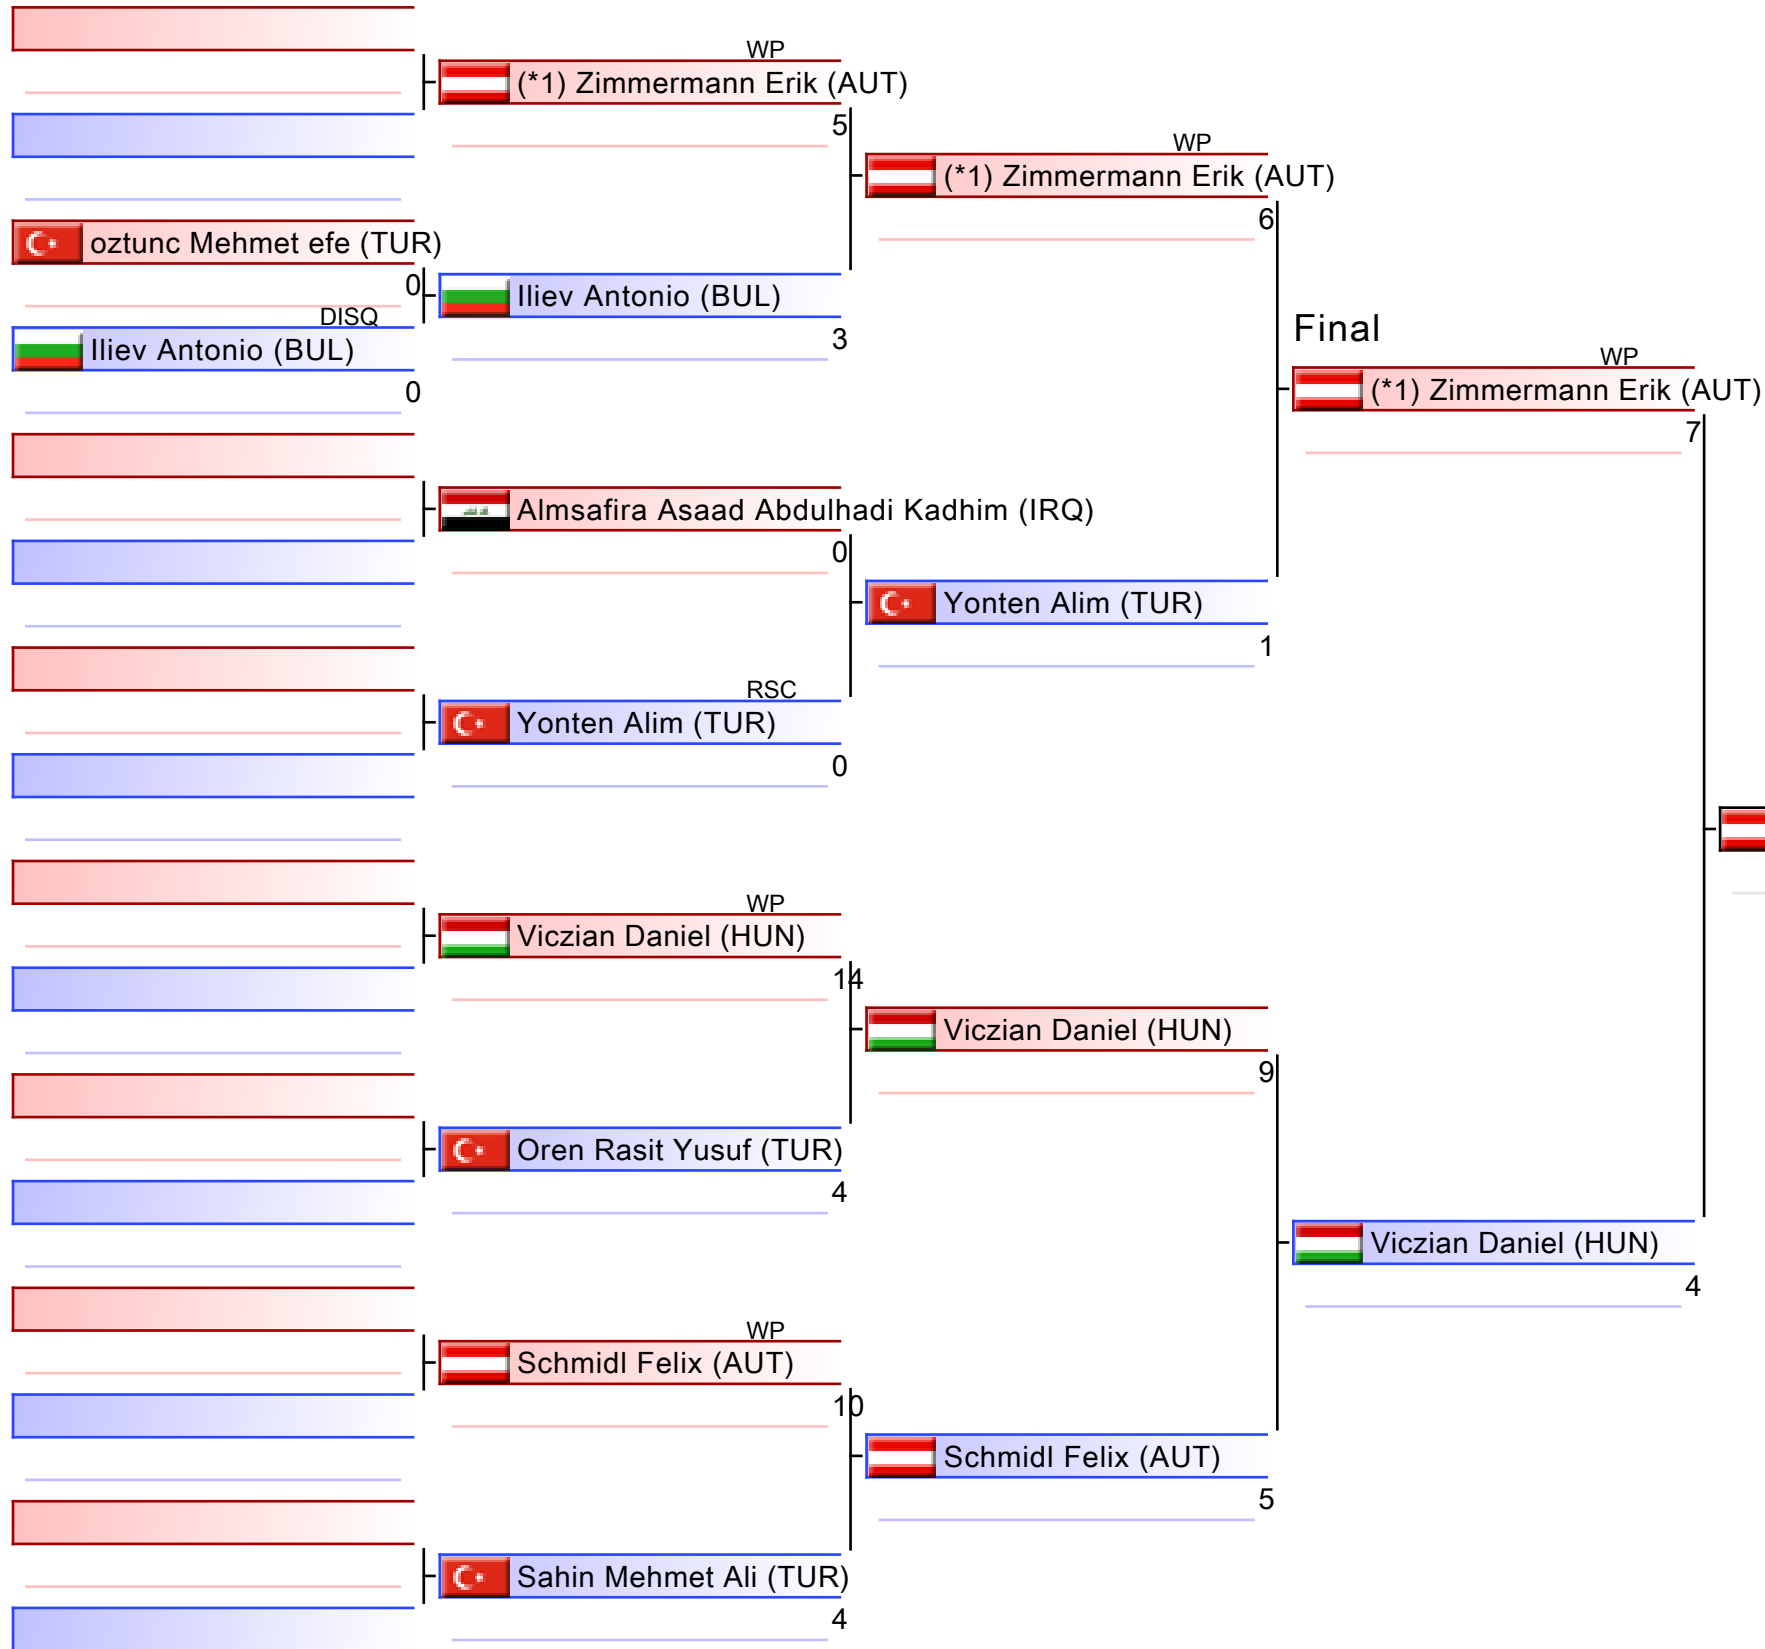 WP
(*1) Zimmermann Erik (AUT)
5
WP
(*1) Zimmermann Erik (AUT)
6
oztunc Mehmet efe (TUR)
0
Iliev Antonio (BUL)
3
DISQ
Iliev Antonio (BUL)
0
Final
WP
(*1) Zimmermann Erik (AUT)
7
Almsafira Asaad Abdulhadi Kadhim (IRQ)
0
Yonten Alim (TUR)
1
RSC
Yonten Alim (TUR)
0
WP
Viczian Daniel (HUN)
14
Viczian Daniel (HUN)
9
Oren Rasit Yusuf (TUR)
4
Viczian Daniel (HUN)
4
WP
Schmidl Felix (AUT)
10
Schmidl Felix (AUT)
5
Sahin Mehmet Ali (TUR)
4